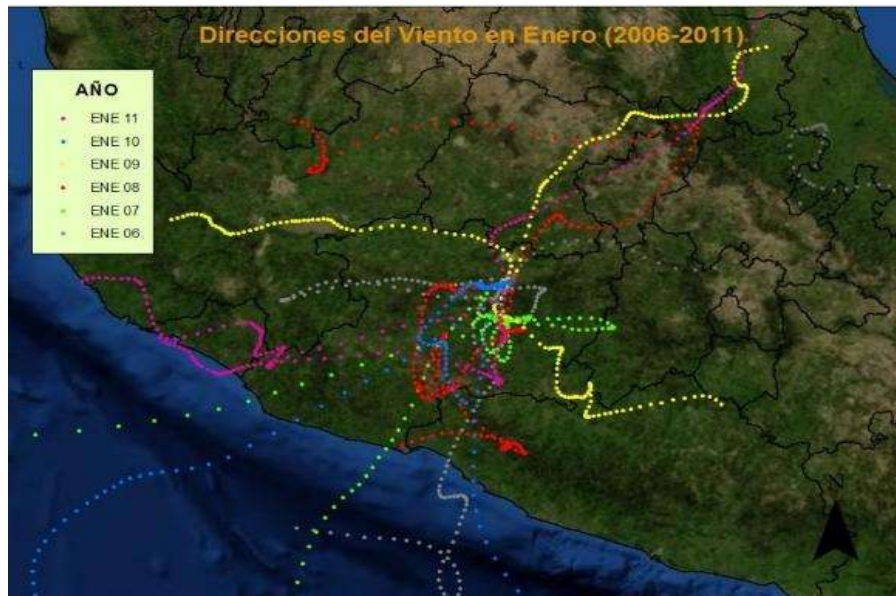 Direcciones del Viento en Enero (2006-2011)
AÑO
ENE 11
ENE 10
ENE 09
ENE 08
ENE 07
ENE 06
N